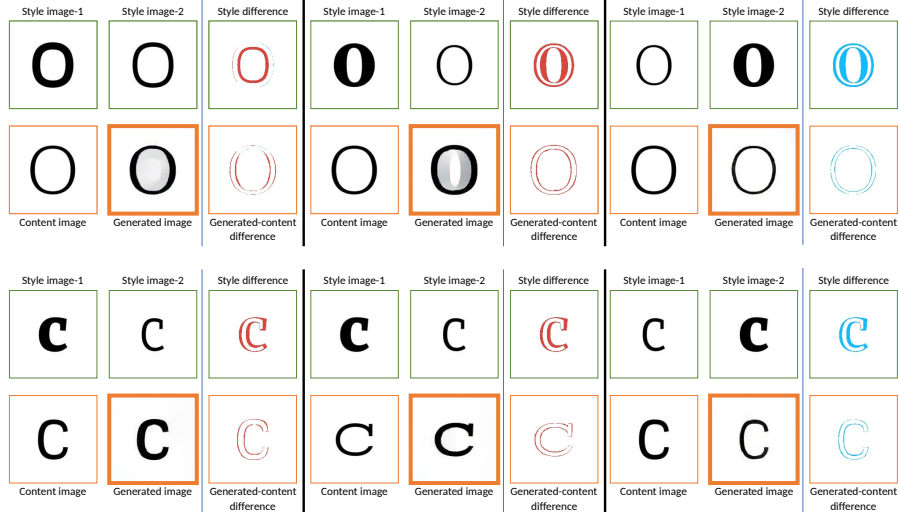 Style image-1 Style image-2 Style difference Style image-1 Style image-2 Style difference Style image-1 Style image-2 Style difference
O O O O O O O O O
O O O O O O O O O
Content image Generated image Generated-content difference Content image Generated image Generated-content difference Content image Generated image Generated-content difference
Style image-1 Style image-2 Style difference Style image-1 Style image-2 Style difference Style image-1 Style image-2 Style difference
C C C C C C C C C
C C C C C C C C C
Content image Generated image Generated-content difference Content image Generated image Generated-content difference Content image Generated image Generated-content difference